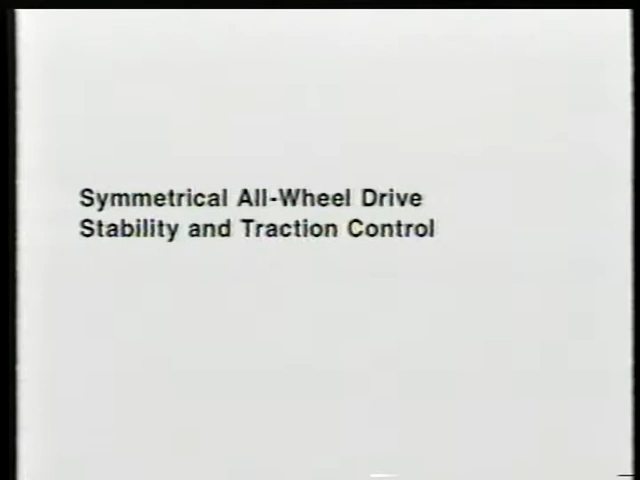 Symmetrical All-Wheel Drive
Stability and Traction Control